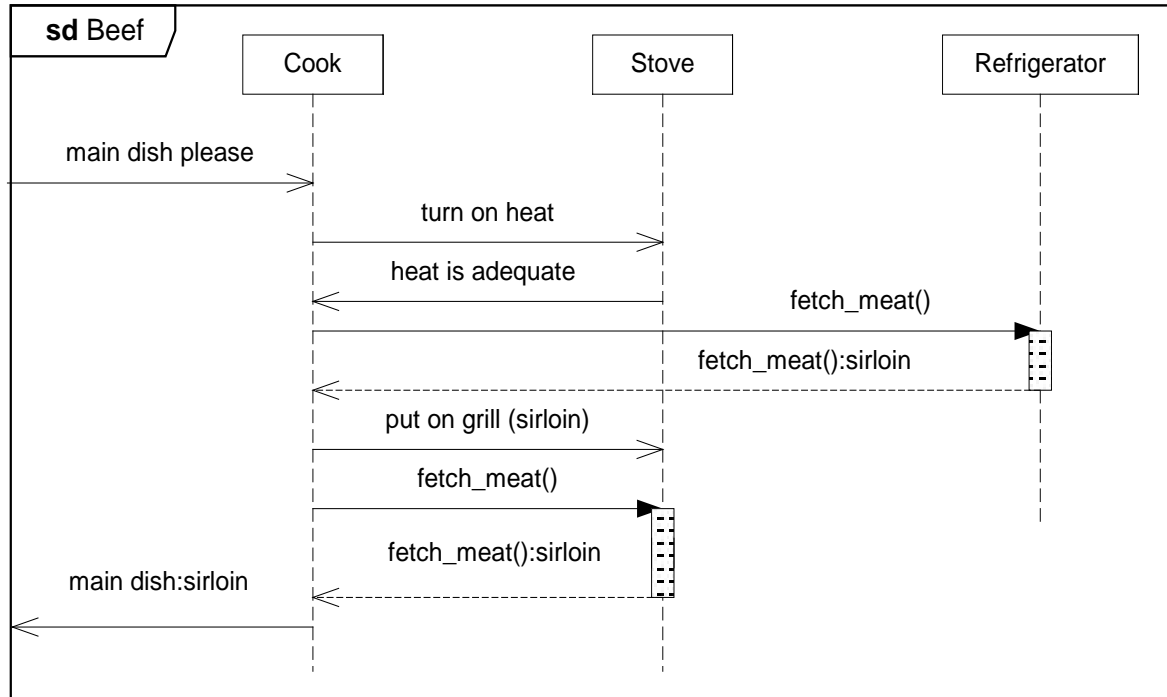 sd Beef
Cook
Stove
Refrigerator
main dish please
turn on heat
heat is adequate
fetch_meat()
fetch_meat():sirloin
put on grill (sirloin)
fetch_meat()
fetch_meat():sirloin
main dish:sirloin